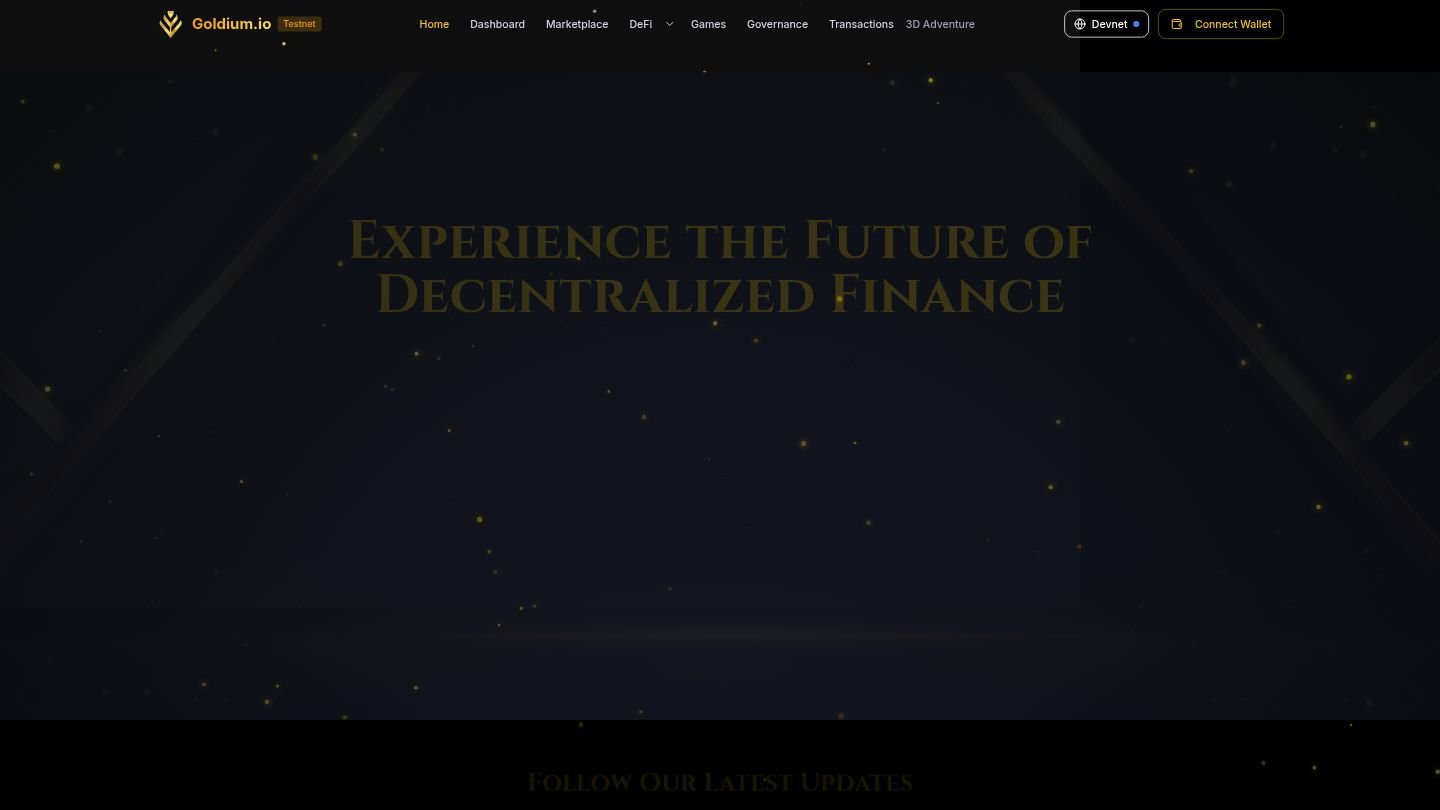 Goldium.io Testnet Home Dashboard Marketplace DeFi Games Governance Transactions 3D Adventure Devnet Connect Wallet
Experience the Future of
Decentralized Finance
Follow Our Latest Updates